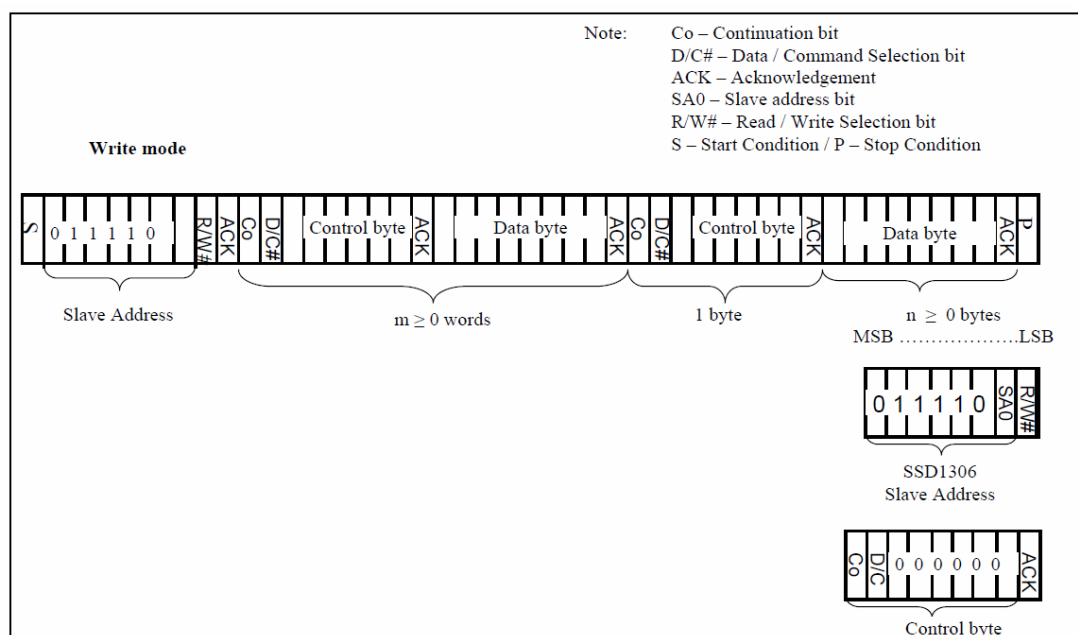 Note: Co – Continuation bit
D/C# – Data / Command Selection bit
ACK – Acknowledgement
SA0 – Slave address bit
R/W# – Read / Write Selection bit
S – Start Condition / P – Stop Condition
Write mode
S 0 1 1 1 1 0 R/W# ACK Co D/C# Control byte ACK Data byte ACK Co D/C# Control byte ACK Data byte ACK P
Slave Address m ≥ 0 words 1 byte n ≥ 0 bytes
MSB ……………….LSB
0 1 1 1 1 0 SA0 R/W#
SSD1306
Slave Address
Co D/C 0 0 0 0 0 0 ACK
Control byte